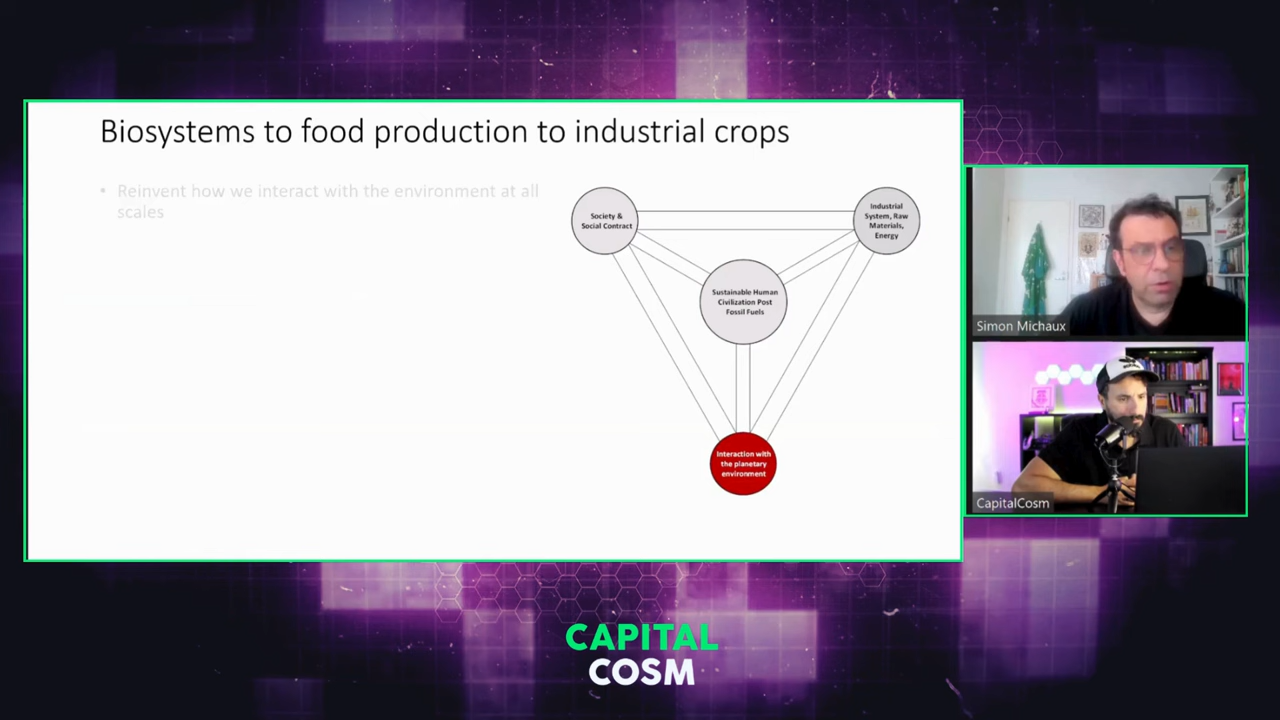 Biosystems to food production to industrial crops
• Reinvent how we interact with the environment at all
scales
Society &
Social Contract
Industrial
System, Raw
Materials,
Energy
Sustainable Human
Civilization Post
Fossil Fuels
Interaction with
the planetary
environment
Simon Michaux
CapitalCosm
CAPITAL
COSM